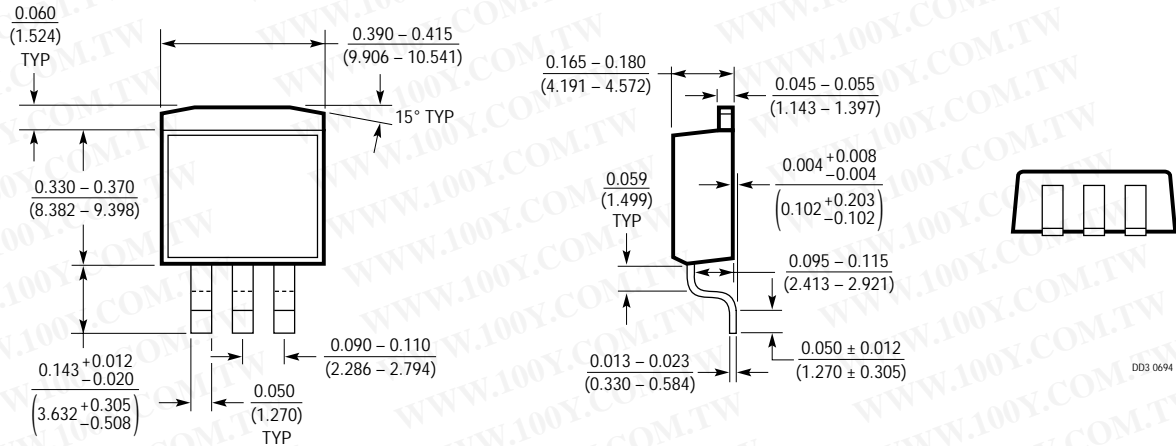 0.060
(1.524)
TYP
0.390 – 0.415
(9.906 – 10.541)
15° TYP
0.330 – 0.370
(8.382 – 9.398)
0.143 +0.012
–0.020
(3.632 +0.305
–0.508)
0.090 – 0.110
(2.286 – 2.794)
0.050
(1.270)
TYP
0.165 – 0.180
(4.191 – 4.572)
0.045 – 0.055
(1.143 – 1.397)
0.059
(1.499)
TYP
0.004 +0.008
–0.004
(0.102 +0.203
–0.102)
0.095 – 0.115
(2.413 – 2.921)
0.013 – 0.023
(0.330 – 0.584)
0.050 ± 0.012
(1.270 ± 0.305)
DD3 0694
WWW.100Y.COM.TW